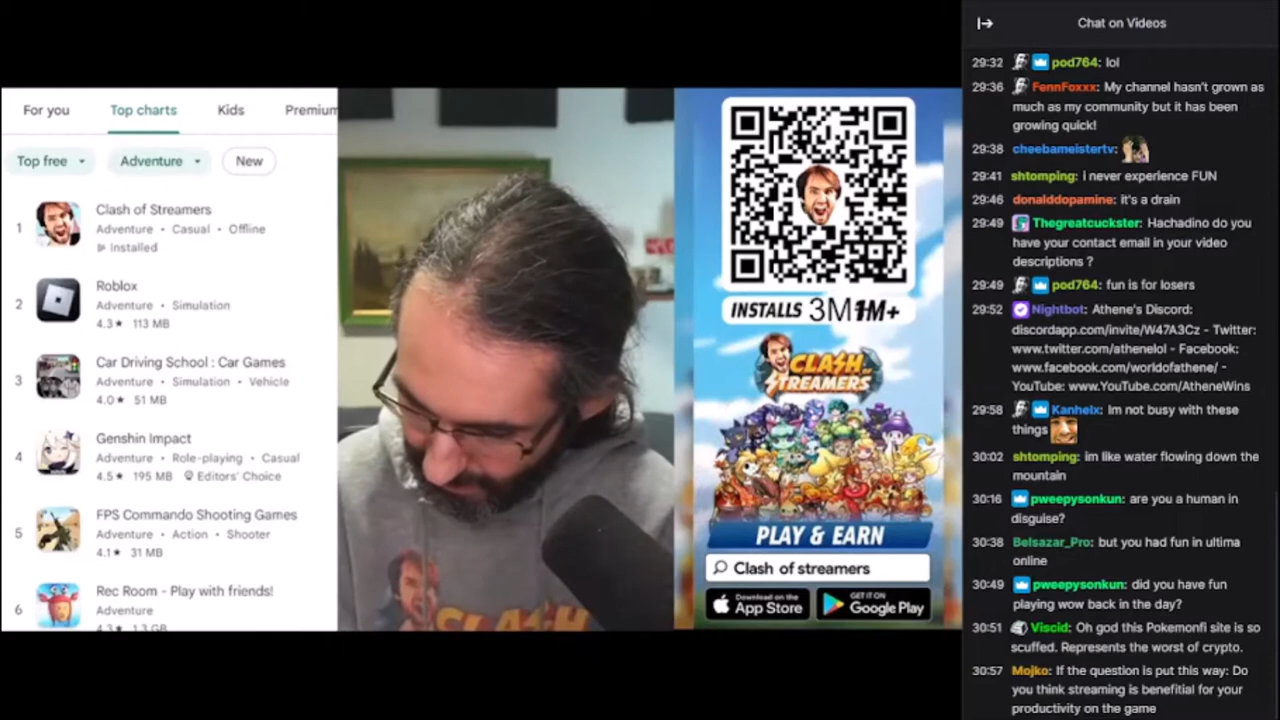 For you
Top charts
Kids
Premium
Top free
Adventure
New
1
Clash of Streamers
Adventure • Casual • Offline
Installed
2
Roblox
Adventure • Simulation
4.3★ 113 MB
3
Car Driving School : Car Games
Adventure • Simulation • Vehicle
4.0★ 51 MB
4
Genshin Impact
Adventure • Role-playing • Casual
4.5★ 195 MB Editors' Choice
5
FPS Commando Shooting Games
Adventure • Action • Shooter
4.1★ 31 MB
6
Rec Room - Play with friends!
Adventure
4.3★ 1.3 GB
CLASH
INSTALLS 3M 1M+
CLASH
OF
STREAMERS
PLAY & EARN
Clash of streamers
Download on the
App Store
GET IT ON
Google Play
Chat on Videos
29:32 pod764: lol
29:36 FennFoxxx: My channel hasn't grown as
much as my community but it has been
growing quick!
29:38 cheebameistertv:
29:41 shtomping: i never experience FUN
29:46 donalddopamine: it's a drain
29:49 Thegreatcuckster: Hachadino do you
have your contact email in your video
descriptions ?
29:49 pod764: fun is for losers
29:52 Nightbot: Athene's Discord:
discordapp.com/invite/W47A3Cz - Twitter:
www.twitter.com/athenelol - Facebook:
www.facebook.com/worldofathene/ -
YouTube: www.YouTube.com/AtheneWins
29:58 Kanhelx: Im not busy with these
things
30:02 shtomping: im like water flowing down the
mountain
30:16 pweepysonkun: are you a human in
disguise?
30:38 Belsazar_Pro: but you had fun in ultima
online
30:49 pweepysonkun: did you have fun
playing wow back in the day?
30:51 Viscid: Oh god this Pokemonfi site is so
scuffed. Represents the worst of crypto.
30:57 Mojko: If the question is put this way: Do
you think streaming is benefitial for your
productivity on the game